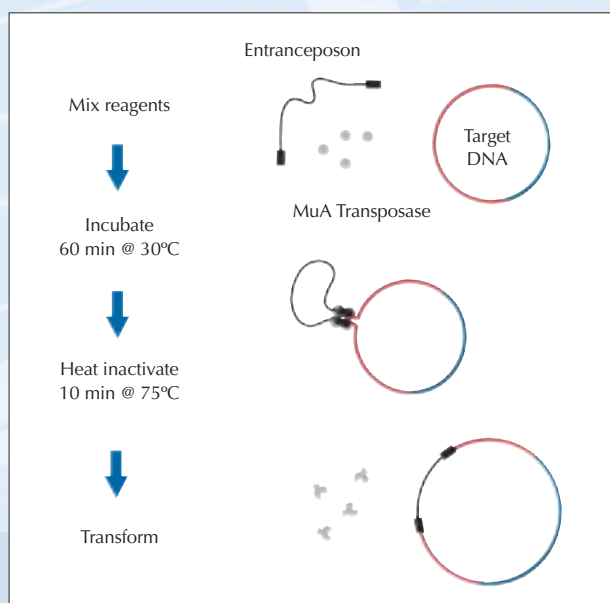 Entranceposon
Mix reagents
Target
DNA
MuA Transposase
Incubate
60 min @ 30ºC
Heat inactivate
10 min @ 75ºC
Transform